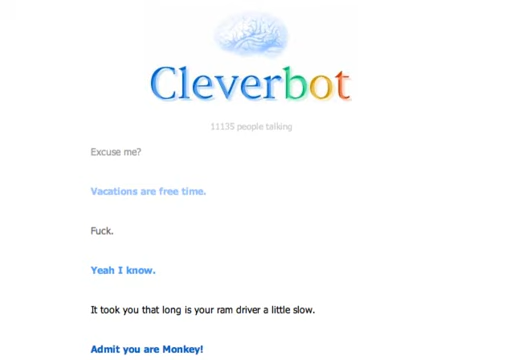 Cleverbot
11135 people talking
Excuse me?
Vacations are free time.
Fuck.
Yeah I know.
It took you that long is your ram driver a little slow.
Admit you are Monkey!